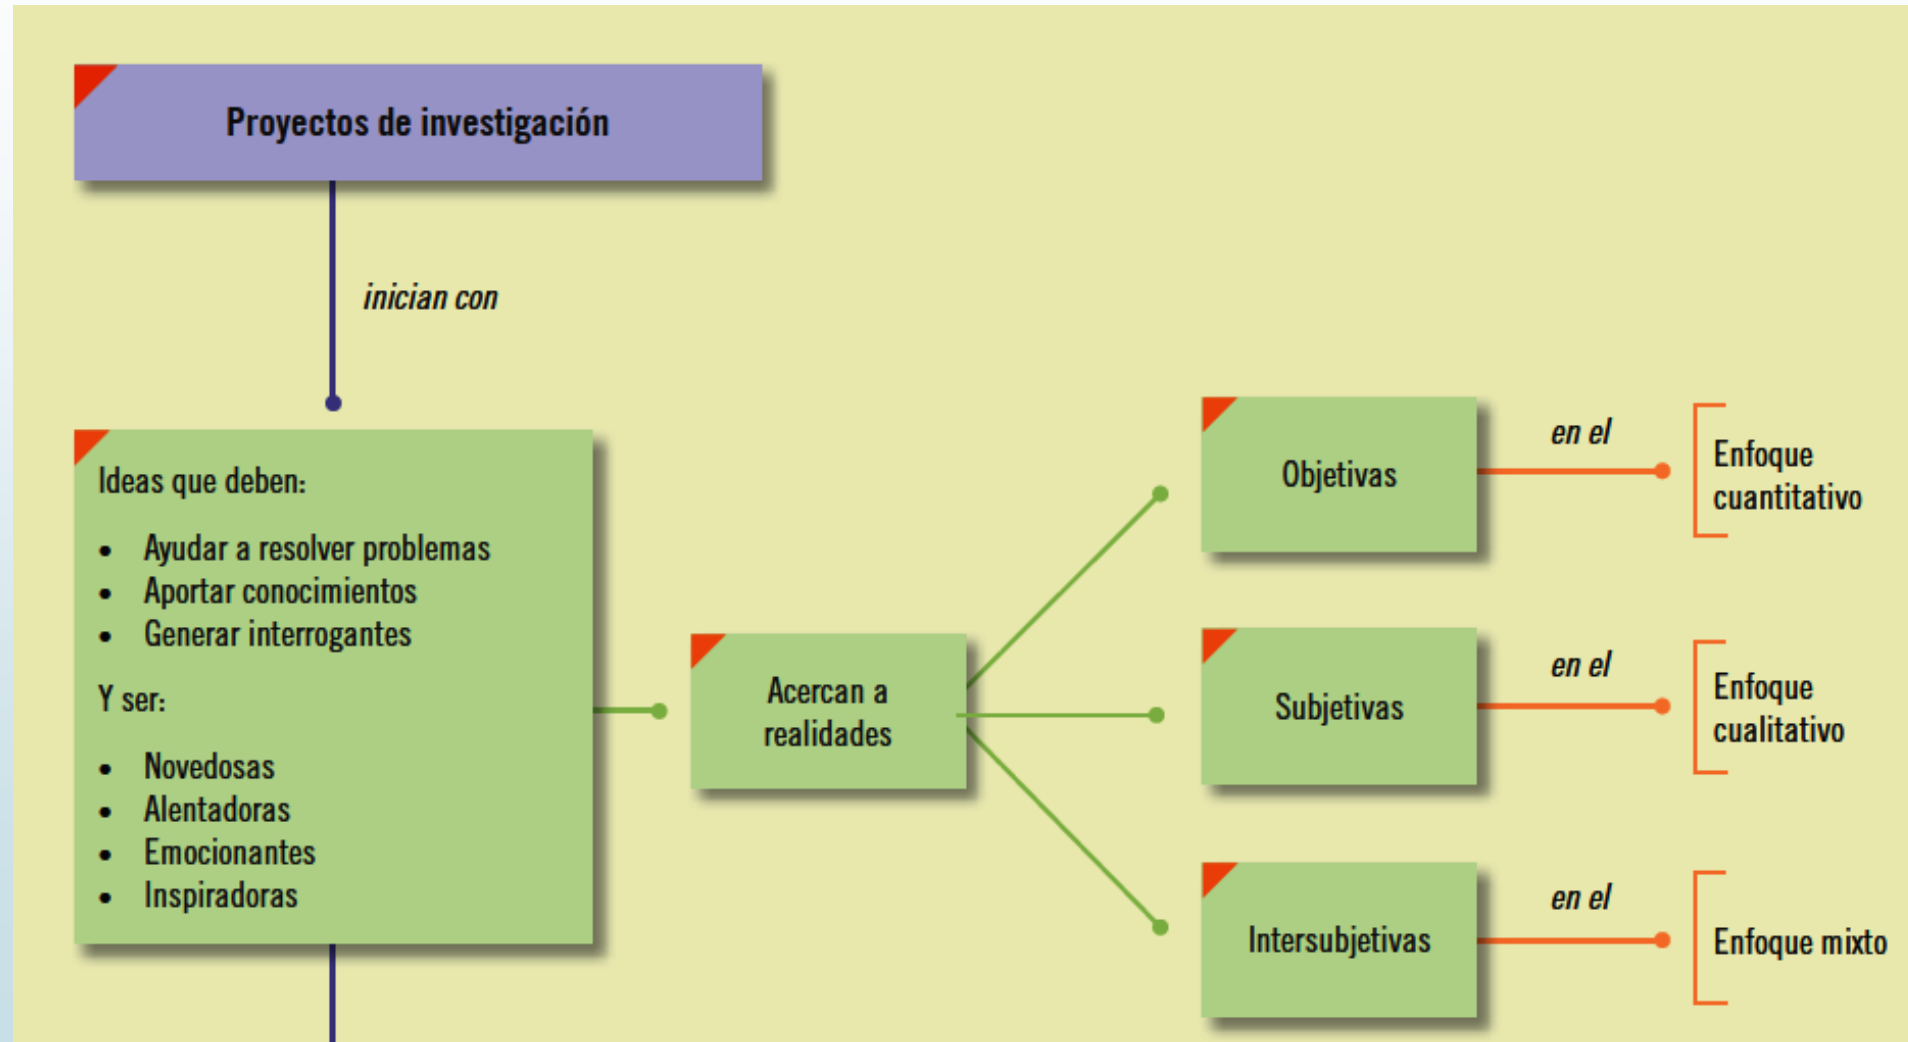 Proyectos de investigación
inician con
Ideas que deben:
• Ayudar a resolver problemas
• Aportar conocimientos
• Generar interrogantes
Y ser:
• Novedosas
• Alentadoras
• Emocionantes
• Inspiradoras
Acercan a
realidades
Objetivas
en el
Enfoque
cuantitativo
Subjetivas
en el
Enfoque
cualitativo
Intersubjetivas
en el
Enfoque mixto